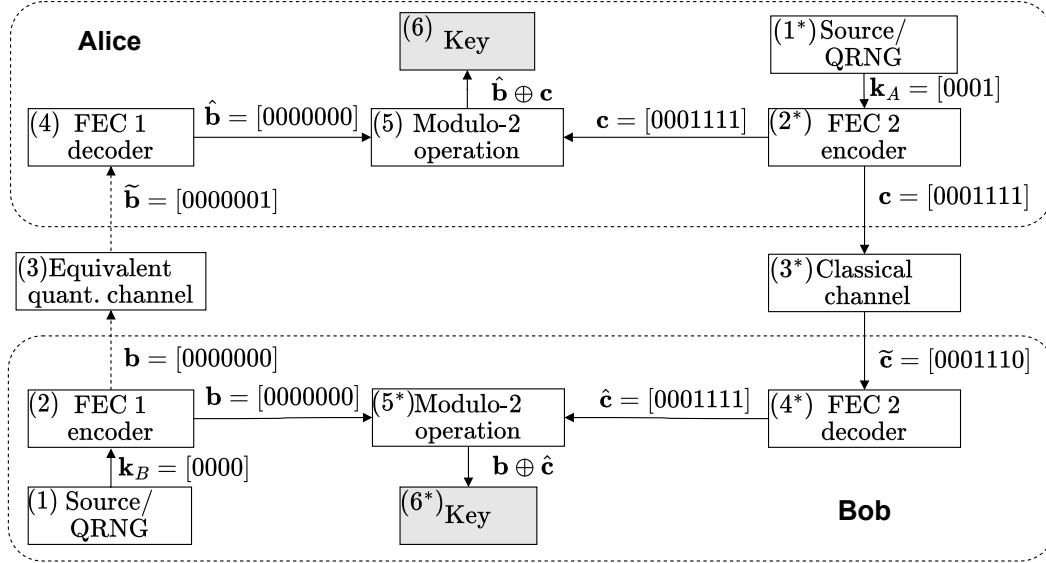 Alice
(6) Key
(1*) Source/
QRNG
b̂ ⊕ c
k_A = [0001]
(4) FEC 1
decoder
b̂ = [0000000]
(5) Modulo-2
operation
c = [0001111]
(2*) FEC 2
encoder
b̃ = [0000001]
c = [0001111]
(3)Equivalent
quant. channel
(3*) Classical
channel
b = [0000000]
c̃ = [0001110]
(2) FEC 1
encoder
b = [0000000]
(5*) Modulo-2
operation
ĉ = [0001111]
(4*) FEC 2
decoder
k_B = [0000]
b ⊕ ĉ
(1) Source/
QRNG
(6*) Key
Bob